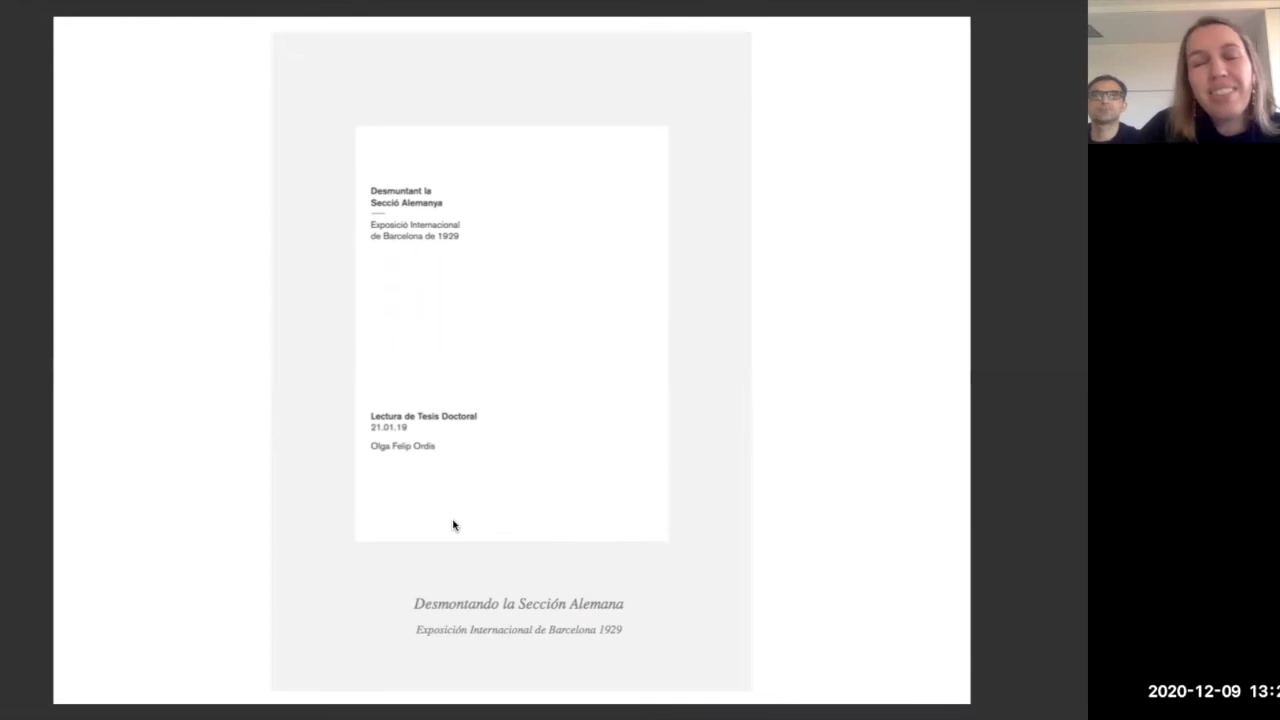 Desmuntant la
Secció Alemanya
Exposició Internacional
de Barcelona de 1929
Lectura de Tesis Doctoral
21.01.19
Olga Felip Ordis
Desmontando la Sección Alemana
Exposición Internacional de Barcelona 1929
2020-12-09 13:2